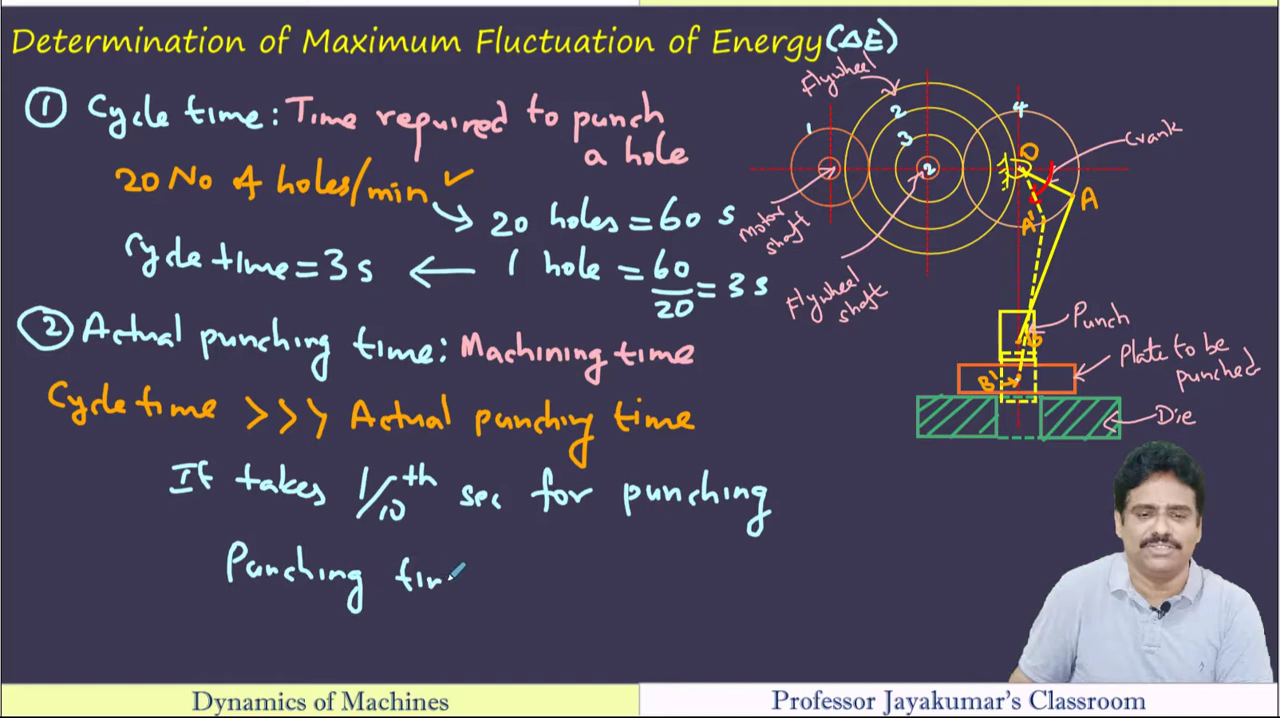 Determination of Maximum Fluctuation of Energy (ΔE)
① Cycle time: Time required to punch
a hole
20 No of holes/min ✓
→ 20 holes = 60 s
Cycle time = 3 s ← 1 hole = 60/20 = 3 s
② Actual punching time: Machining time
Cycle time >>> Actual punching time
It takes 1/10th sec for punching
Punching tim
Flywheel
1
2
3
2
4
O
Crank
A
A'
Motor
shaft
Flywheel
shaft
B
Punch
B'
Plate to be
punched
Die
Dynamics of Machines
Professor Jayakumar's Classroom